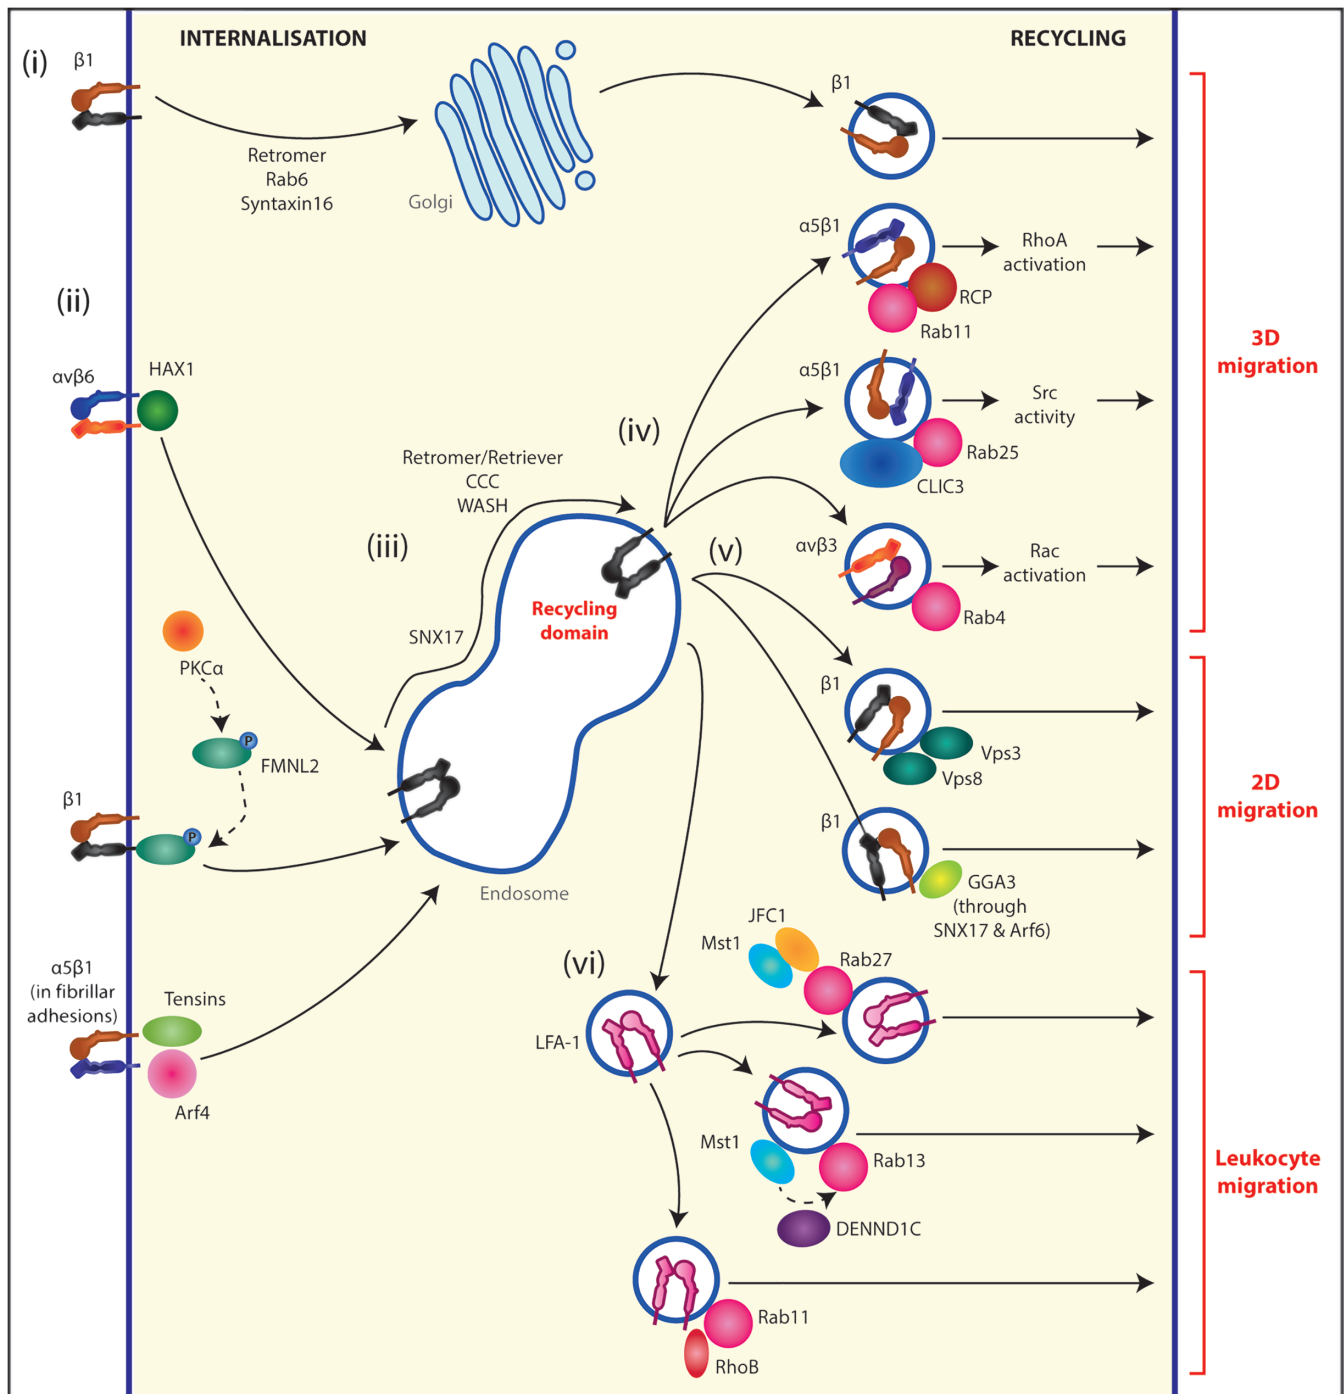 INTERNALISATION
RECYCLING
(i)
β1
Retromer
Rab6
Syntaxin16
Golgi
β1
α5β1
RhoA
activation
RCP
Rab11
(ii)
αvβ6
HAX1
α5β1
Src
activity
Rab25
CLIC3
3D
migration
(iv)
Retromer/Retriever
CCC
WASH
(iii)
SNX17
Recycling
domain
(v)
αvβ3
Rac
activation
Rab4
PKCα
P
FMNL2
β1
P
Endosome
β1
Vps3
Vps8
β1
GGA3
(through
SNX17 & Arf6)
2D
migration
α5β1
(in fibrillar
adhesions)
Tensins
Arf4
(vi)
LFA-1
JFC1
Mst1
Rab27
Mst1
Rab13
DENND1C
Rab11
RhoB
Leukocyte
migration